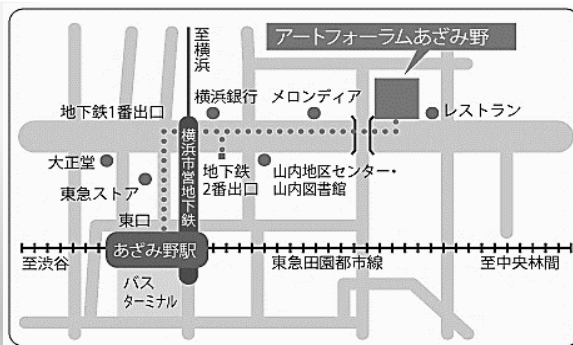 アートフォーラムあざみ野
至横浜
地下鉄1番出口
横浜銀行
メロンディア
レストラン
大正堂
東急ストア
横浜市営地下鉄
地下鉄
2番出口
山内地区センター・
山内図書館
東口
あざみ野駅
至渋谷
東急田園都市線
至中央林間
バス
ターミナル